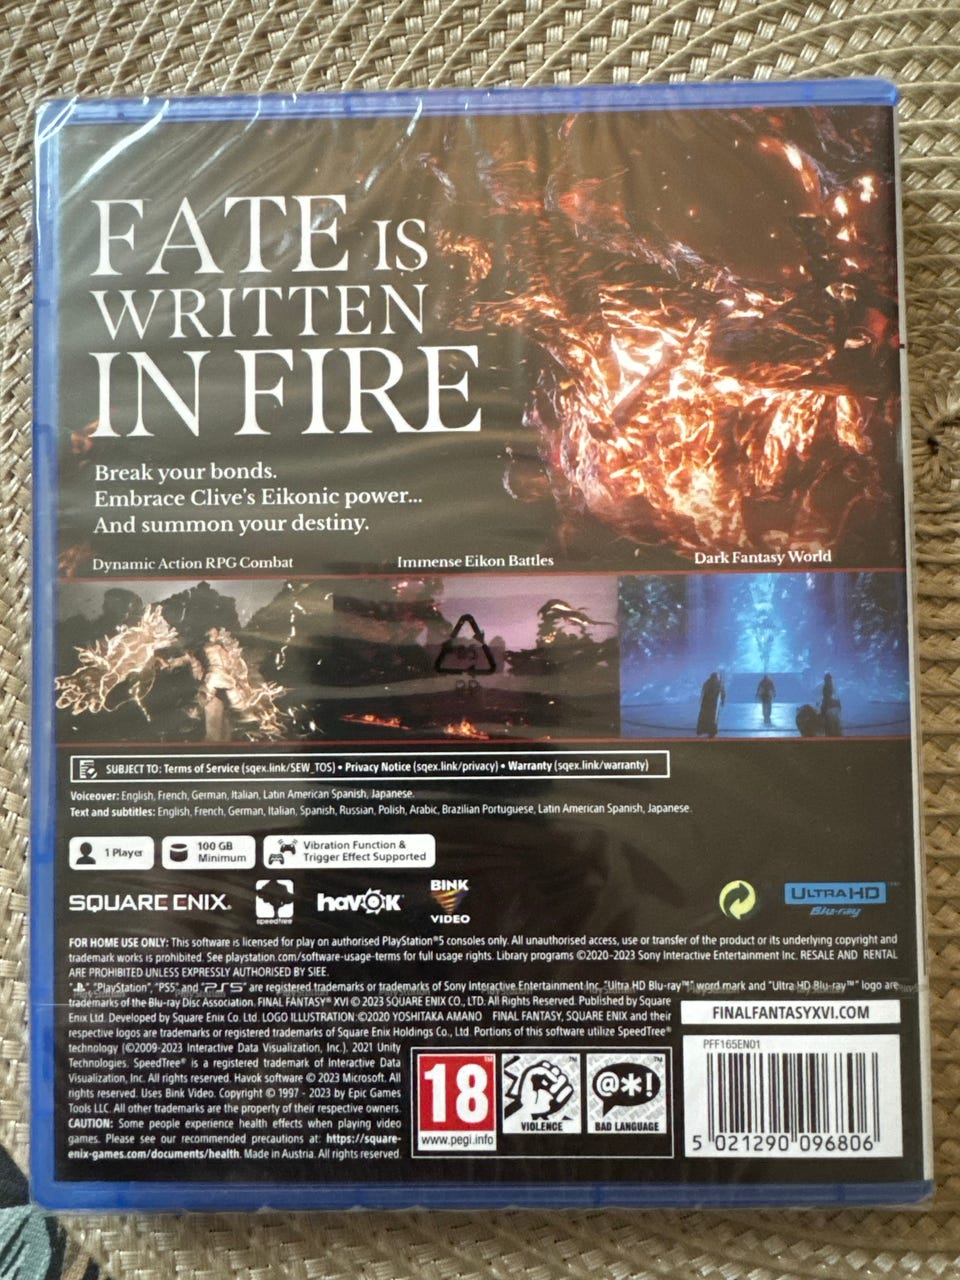 FATE IS
WRITTEN
IN FIRE
Break your bonds.
Embrace Clive's Eikonic power...
And summon your destiny.
Dynamic Action RPG Combat
Immense Eikon Battles
Dark Fantasy World
SUBJECT TO: Terms of Service (sqex.link/SEW_TOS) • Privacy Notice (sqex.link/privacy) • Warranty (sqex.link/warranty)
Voiceover: English, French, German, Italian, Latin American Spanish, Japanese.
Text and subtitles: English, French, German, Italian, Spanish, Russian, Polish, Arabic, Brazilian Portuguese, Latin American Spanish, Japanese.
1 Player
100 GB
Minimum
Vibration Function &
Trigger Effect Supported
SQUARE ENIX®
speedtree
havok
BINK
VIDEO
ULTRA HD™
Blu-ray
FOR HOME USE ONLY: This software is licensed for play on authorised PlayStation®5 consoles only. All unauthorised access, use or transfer of the product or its underlying copyright and
trademark works is prohibited. See playstation.com/software-usage-terms for full usage rights. Library programs ©2020-2023 Sony Interactive Entertainment Inc. RESALE AND RENTAL
ARE PROHIBITED UNLESS EXPRESSLY AUTHORISED BY SIEE.
"PlayStation", "PS5" and "PS5" are registered trademarks or trademarks of Sony Interactive Entertainment Inc. "Ultra HD Blu-ray™" word mark and "Ultra HD Blu-ray™" logo are
trademarks of the Blu-ray Disc Association. FINAL FANTASY® XVI © 2023 SQUARE ENIX CO., LTD. All Rights Reserved. Published by Square
Enix Ltd. Developed by Square Enix Co. Ltd. LOGO ILLUSTRATION:©2020 YOSHITAKA AMANO FINAL FANTASY, SQUARE ENIX and their
respective logos are trademarks or registered trademarks of Square Enix Holdings Co., Ltd. Portions of this software utilize SpeedTree®
technology (©2009-2023 Interactive Data Visualization, Inc.). 2021 Unity
Technologies. SpeedTree® is a registered trademark of Interactive Data
Visualization, Inc. All rights reserved. Havok software © 2023 Microsoft. All
rights reserved. Uses Bink Video. Copyright © 1997 - 2023 by Epic Games
Tools LLC. All other trademarks are the property of their respective owners.
CAUTION: Some people experience health effects when playing video
games. Please see our recommended precautions at: https://square-
enix-games.com/documents/health. Made in Austria. All rights reserved.
FINALFANTASYXVI.COM
PFF165EN01
18
www.pegi.info
VIOLENCE
@*!
BAD LANGUAGE
5 021290 096806